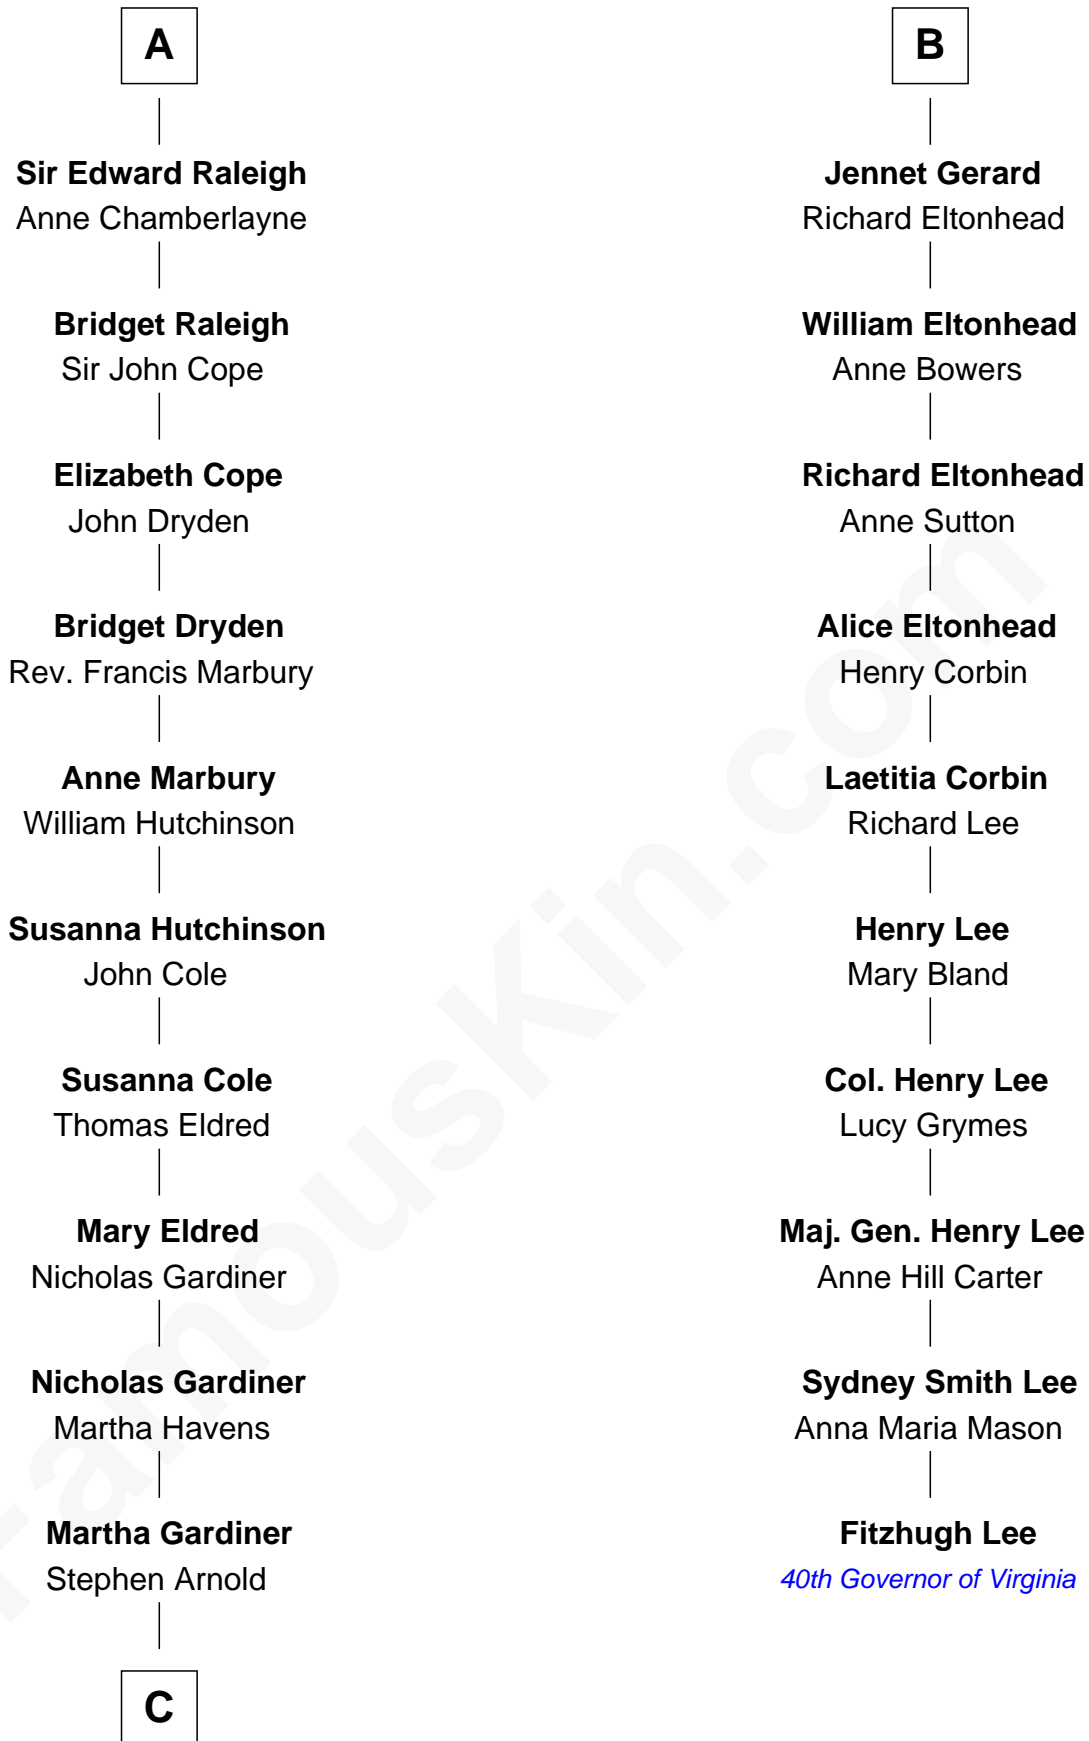 A
Sir Edward Raleigh
Anne Chamberlayne
Bridget Raleigh
Sir John Cope
Elizabeth Cope
John Dryden
Bridget Dryden
Rev. Francis Marbury
Anne Marbury
William Hutchinson
Susanna Hutchinson
John Cole
Susanna Cole
Thomas Eldred
Mary Eldred
Nicholas Gardiner
Nicholas Gardiner
Martha Havens
Martha Gardiner
Stephen Arnold
C
B
Jennet Gerard
Richard Eltonhead
William Eltonhead
Anne Bowers
Richard Eltonhead
Anne Sutton
Alice Eltonhead
Henry Corbin
Laetitia Corbin
Richard Lee
Henry Lee
Mary Bland
Col. Henry Lee
Lucy Grymes
Maj. Gen. Henry Lee
Anne Hill Carter
Sydney Smith Lee
Anna Maria Mason
Fitzhugh Lee
40th Governor of Virginia
FamousKin.com